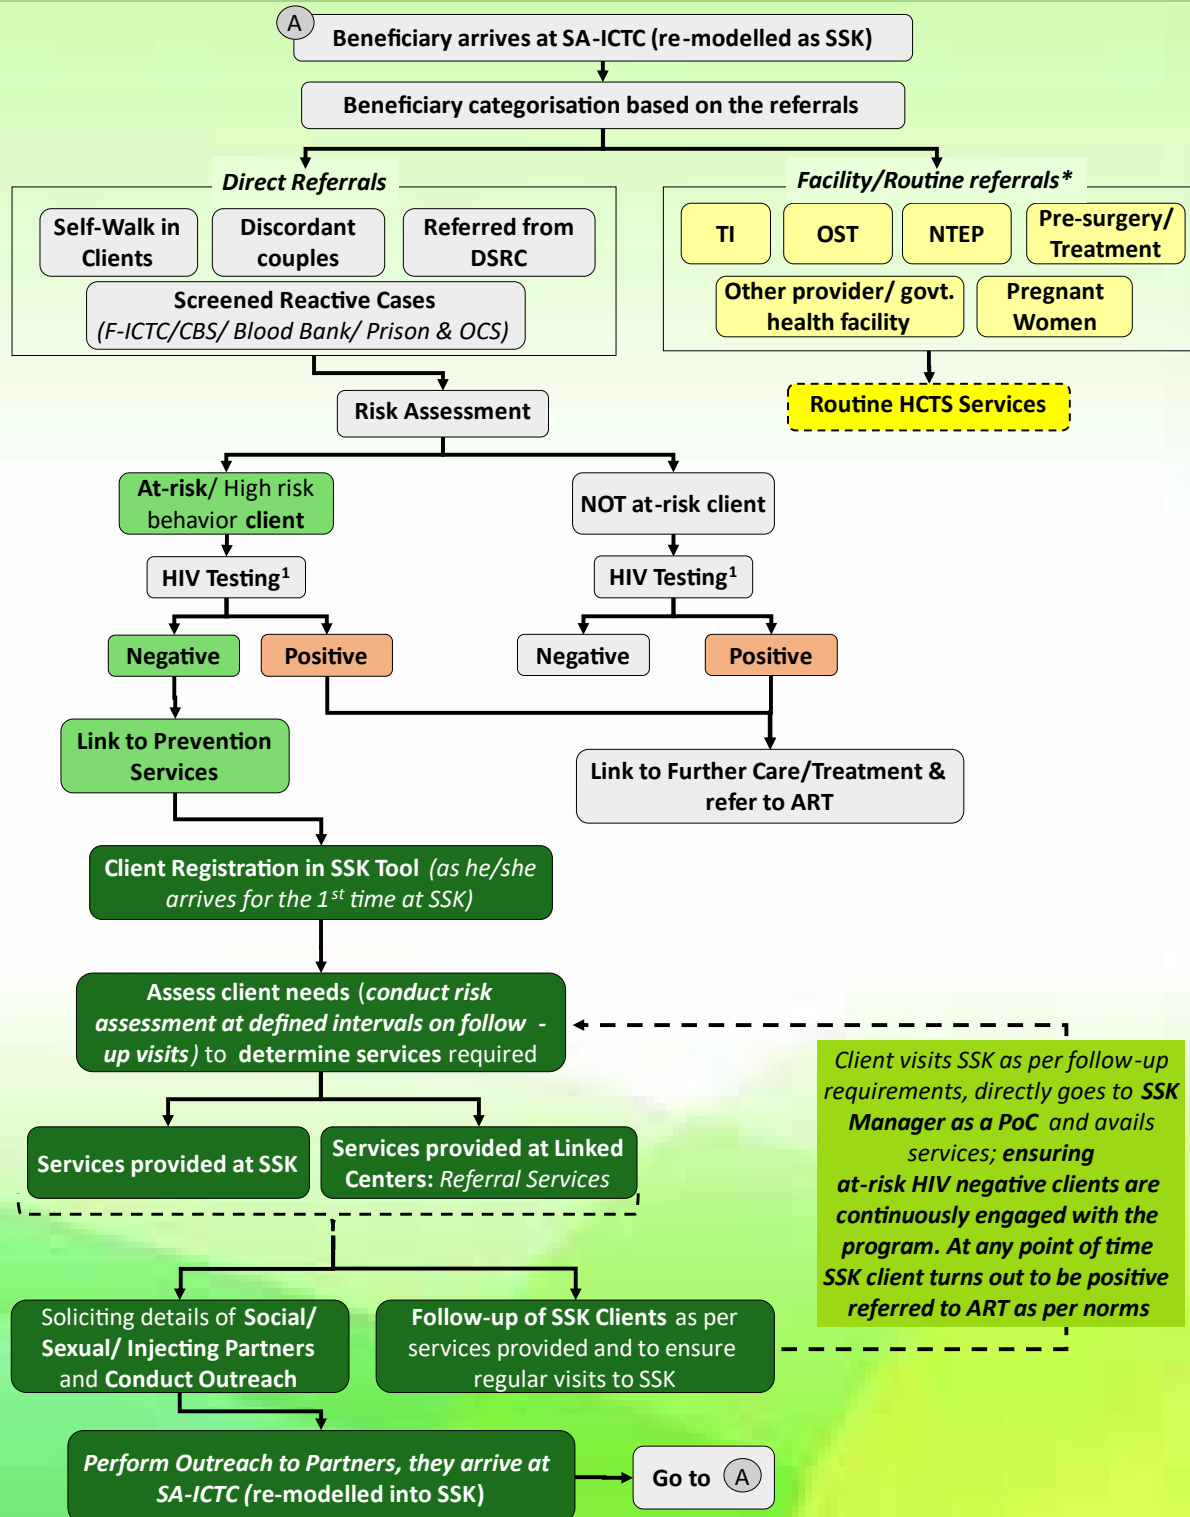 A
Beneficiary arrives at SA-ICTC (re-modelled as SSK)
Beneficiary categorisation based on the referrals
Direct Referrals
Self-Walk in
Clients
Discordant
couples
Referred from
DSRC
Screened Reactive Cases
(F-ICTC/CBS/ Blood Bank/ Prison & OCS)
Facility/Routine referrals*
TI
OST
NTEP
Pre-surgery/
Treatment
Other provider/ govt.
health facility
Pregnant
Women
Routine HCTS Services
Risk Assessment
At-risk/ High risk
behavior client
NOT at-risk client
HIV Testing¹
HIV Testing¹
Negative
Positive
Negative
Positive
Link to Prevention
Services
Link to Further Care/Treatment &
refer to ART
Client Registration in SSK Tool (as he/she
arrives for the 1st time at SSK)
Assess client needs (conduct risk
assessment at defined intervals on follow -
up visits) to determine services required
Services provided at SSK
Services provided at Linked
Centers: Referral Services
Client visits SSK as per follow-up
requirements, directly goes to SSK
Manager as a PoC and avails
services; ensuring
at-risk HIV negative clients are
continuously engaged with the
program. At any point of time
SSK client turns out to be positive
referred to ART as per norms
Soliciting details of Social/
Sexual/ Injecting Partners
and Conduct Outreach
Follow-up of SSK Clients as per
services provided and to ensure
regular visits to SSK
Perform Outreach to Partners, they arrive at
SA-ICTC (re-modelled into SSK)
Go to A